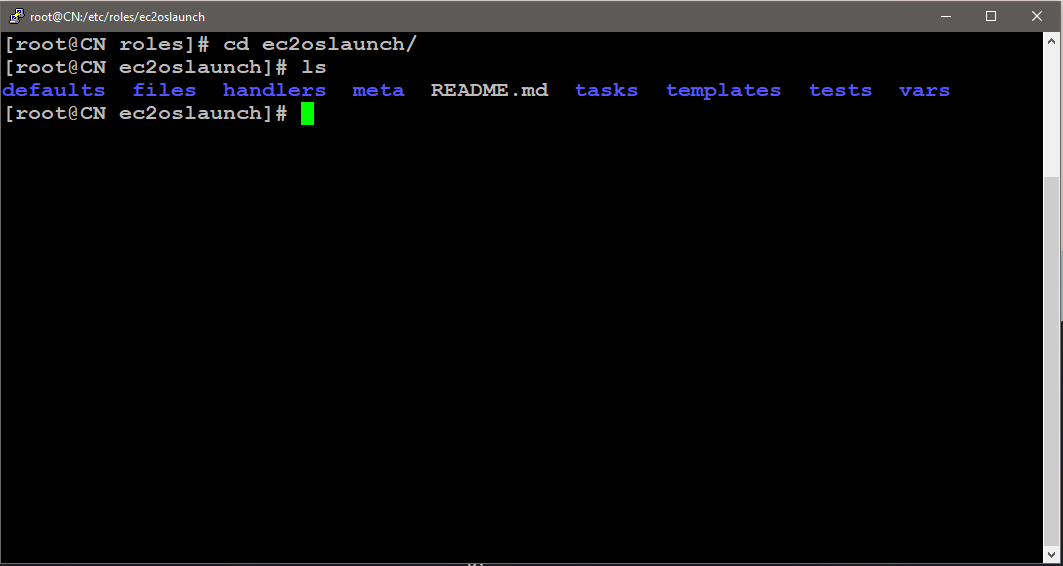 root@CN:/etc/roles/ec2oslaunch
[root@CN roles]# cd ec2oslaunch/
[root@CN ec2oslaunch]# ls
defaults  files  handlers  meta  README.md  tasks  templates  tests  vars
[root@CN ec2oslaunch]#